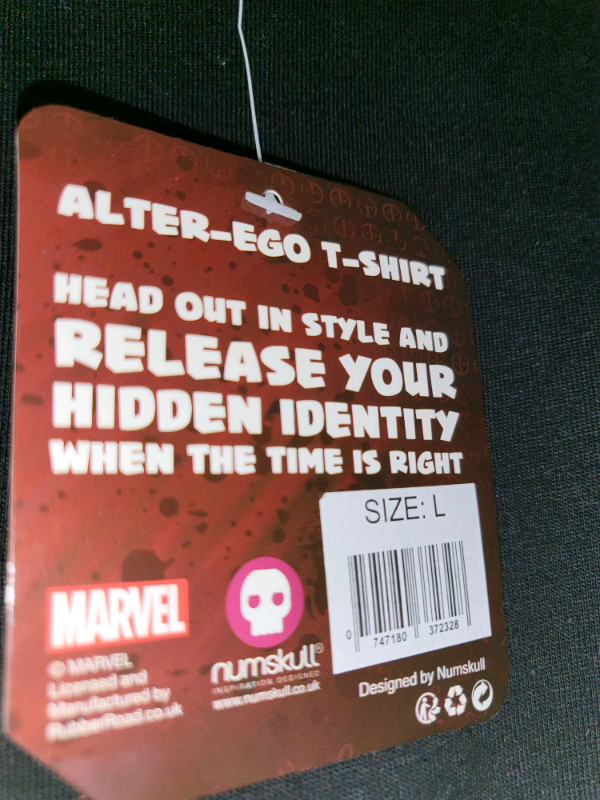 ALTER-EGO T-SHIRT
HEAD OUT IN STYLE AND
RELEASE YOUR
HIDDEN IDENTITY
WHEN THE TIME IS RIGHT
SIZE: L
0 747180 372328
MARVEL
© MARVEL
Licensed and
Manufactured by
RubberRoad.co.uk
numskull®
INSPIRATION DESIGNED
www.numskull.co.uk
Designed by Numskull